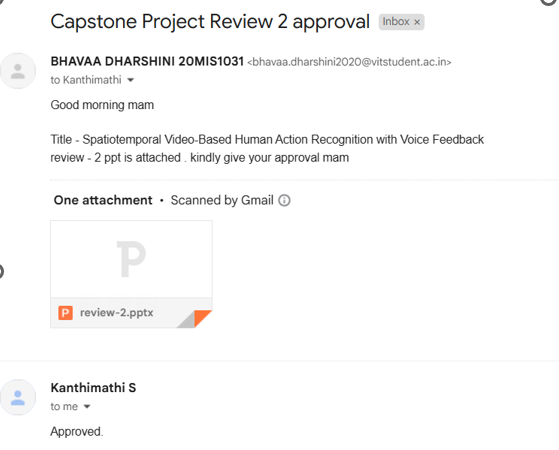 Capstone Project Review 2 approval Inbox ×
BHAVAA DHARSHINI 20MIS1031 <bhavaa.dharshini2020@vitstudent.ac.in>
to Kanthimathi
Good morning mam
Title - Spatiotemporal Video-Based Human Action Recognition with Voice Feedback
review - 2 ppt is attached . kindly give your approval mam
One attachment • Scanned by Gmail
P
P review-2.pptx
Kanthimathi S
to me
Approved.